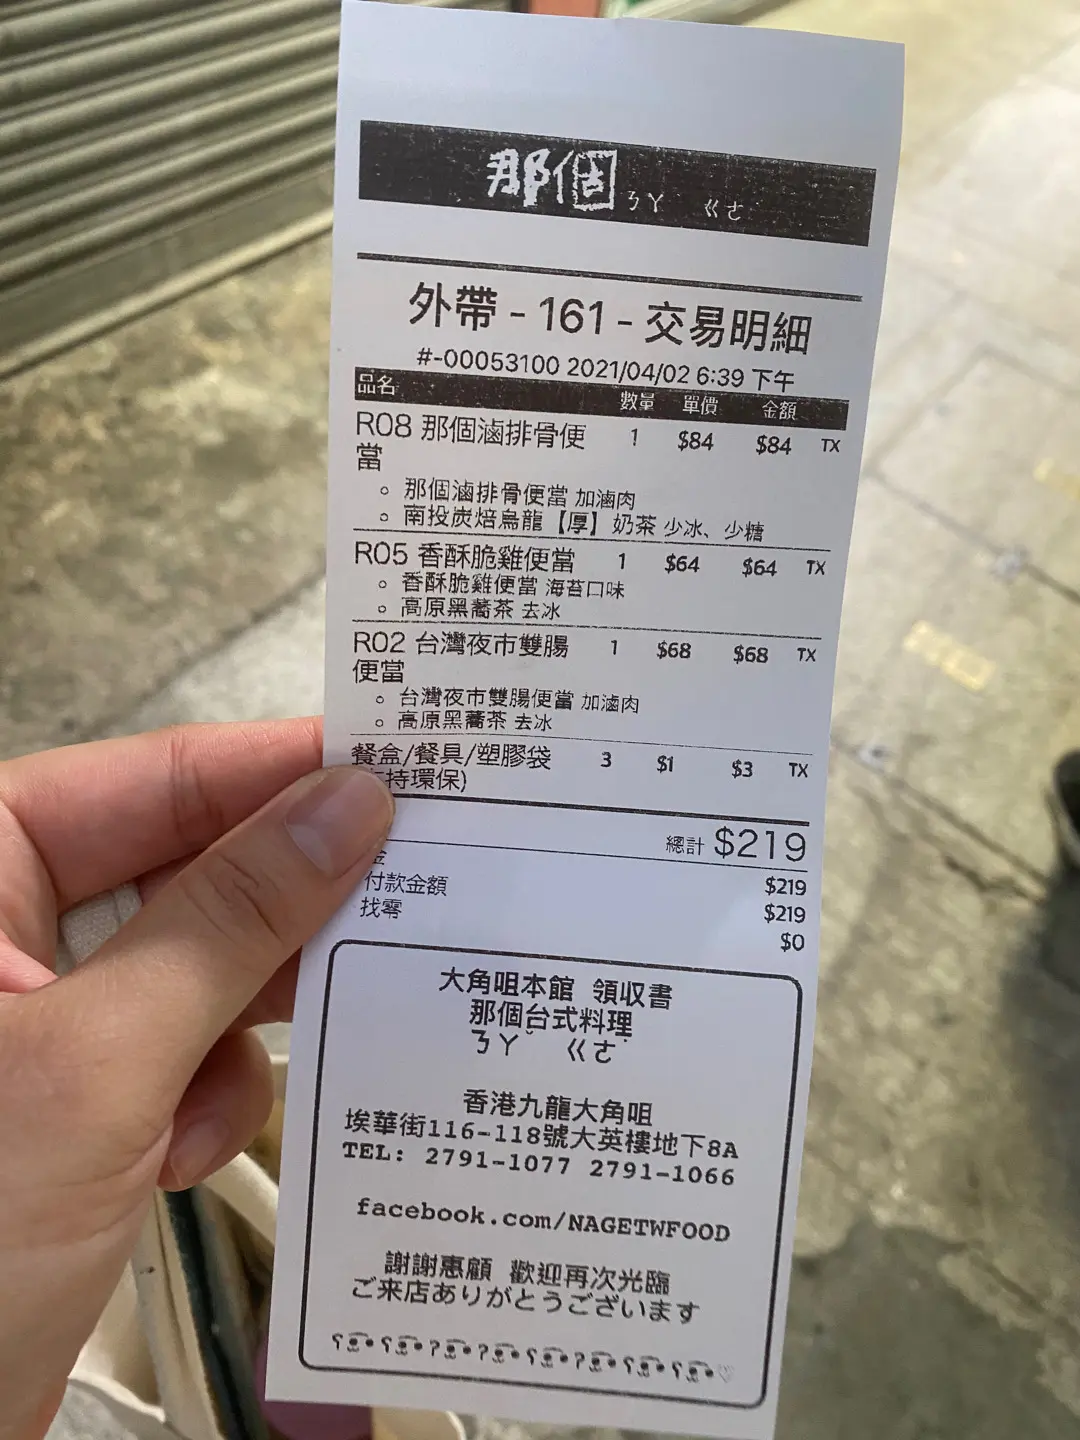 那個 ㄋㄚ ㄍㄜ
外帶 - 161 - 交易明細
#-00053100 2021/04/02 6:39 下午
品名 數量 單價 金額
R08 那個滷排骨便 1 $84 $84 TX
當
。 那個滷排骨便當 加滷肉
。 南投炭焙烏龍【厚】奶茶 少冰、少糖
R05 香酥脆雞便當 1 $64 $64 TX
。 香酥脆雞便當 海苔口味
。 高原黑蕎茶 去冰
R02 台灣夜市雙腸 1 $68 $68 TX
便當
。 台灣夜市雙腸便當 加滷肉
。 高原黑蕎茶 去冰
餐盒/餐具/塑膠袋 3 $1 $3 TX
持環保)
總計 $219
金 $219
付款金額 $219
找零 $0
大角咀本館 領収書
那個台式料理
ㄋㄚˇ ㄍㄜ˙
香港九龍大角咀
埃華街116-118號大英樓地下8A
TEL: 2791-1077 2791-1066
facebook.com/NAGETWFOOD
謝謝惠顧 歡迎再次光臨
ご来店ありがとうございます